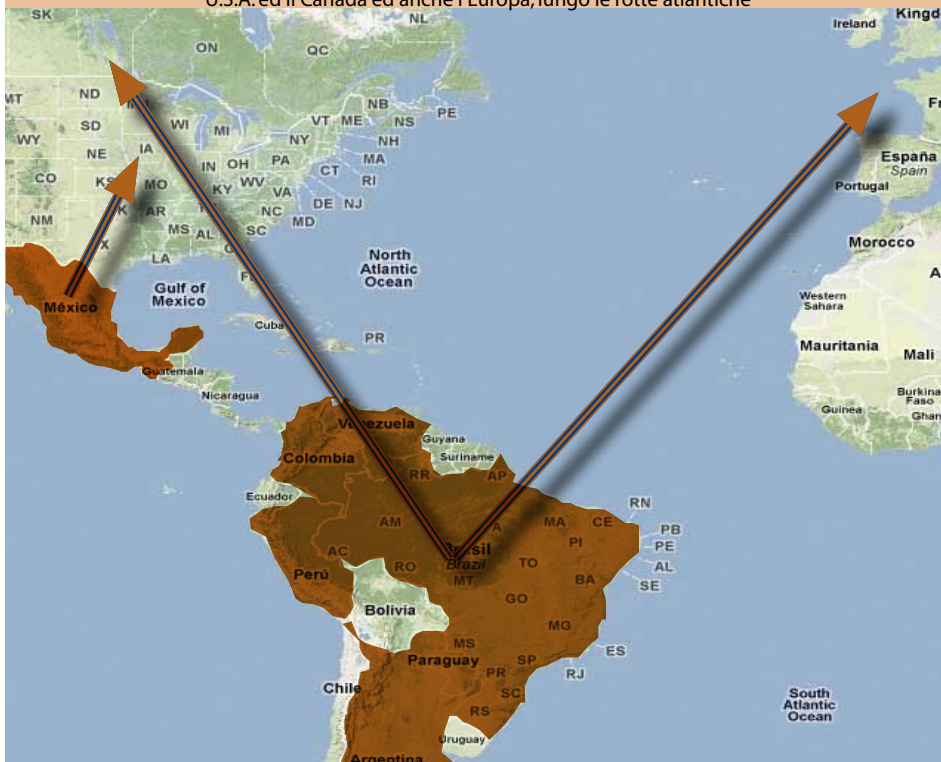 U.S.A. ed il Canada ed anche l'Europa, lungo le rotte atlantiche
SK
NL
Ireland
Kingd
ON
QC
MT
ND
NB
PE
Fr
SD
WI
MI
VT
ME
NS
WY
NY
NH
NE
IA
MA
España
Spain
IN
OH
PA
CT
RI
CO
KS
MO
KY
WV
VA
Portugal
DE
NJ
NM
AR
NC
MD
MS
AL
SC
Morocco
LA
North
Atlantic
Ocean
A
Gulf of
Mexico
México
Western
Sahara
Cuba
PR
Mauritania
Mali
Guatemala
Nicaragua
Burkina
Faso
Guinea
Ghan
Venezuela
Guyana
Suriname
Colombia
RR
AP
Ecuador
RN
AM
A
MA
CE
PB
PI
PE
AC
Brasil
Brazil
TO
AL
RO
Perú
MT
BA
SE
GO
Bolivia
MG
MS
ES
Paraguay
SP
PR
RJ
Chile
SC
South
Atlantic
Ocean
RS
Uruguay
Argentina